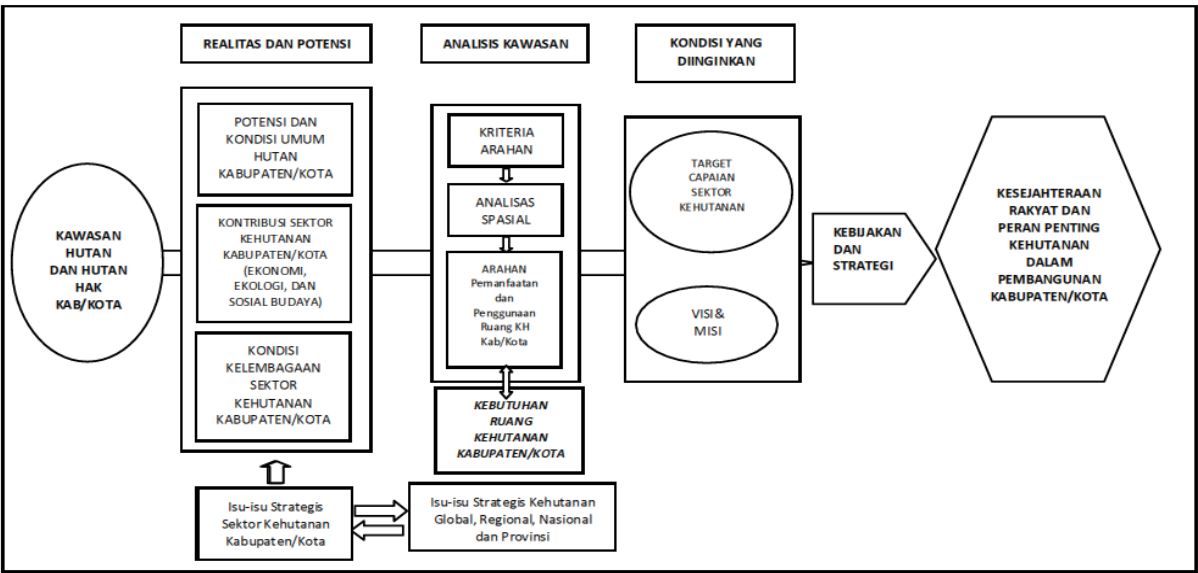 REALITAS DAN POTENSI
ANALISIS KAWASAN
KONDISI YANG
DIINGINKAN
KAWASAN
HUTAN
DAN HUTAN
HAK
KAB/KOTA
POTENSI DAN
KONDISI UMUM
HUTAN
KABUPATEN/KOTA
KONTRIBUSI SEKTOR
KEHUTANAN
KABUPATEN/KOTA
(EKONOMI,
EKOLOGI, DAN
SOSIAL BUDAYA)
KONDISI
KELEMBAGAAN
SEKTOR
KEHUTANAN
KABUPATEN/KOTA
Isu-isu Strategis
Sektor Kehutanan
Kabupaten/Kota
Isu-isu Strategis Kehutanan
Global, Regional, Nasional
dan Provinsi
KRITERIA
ARAHAN
ANALISAS
SPASIAL
ARAHAN
Pemanfaatan
dan
Penggunaan
Ruang KH
Kab/Kota
KEBUTUHAN
RUANG
KEHUTANAN
KABUPATEN/KOTA
TARGET
CAPAIAN
SEKTOR
KEHUTANAN
VISI &
MISI
KEBIJAKAN
DAN
STRATEGI
KESEJAHTERAAN
RAKYAT DAN
PERAN PENTING
KEHUTANAN
DALAM
PEMBANGUNAN
KABUPATEN/KOTA